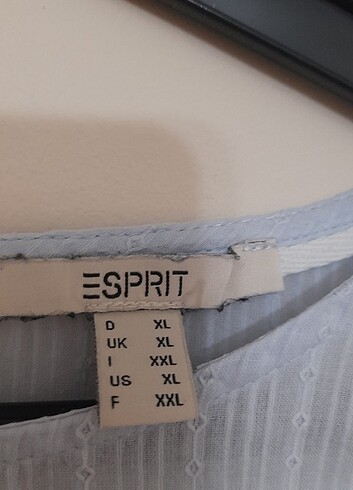 ESPRIT
D XL
UK XL
I XXL
US XL
F XXL